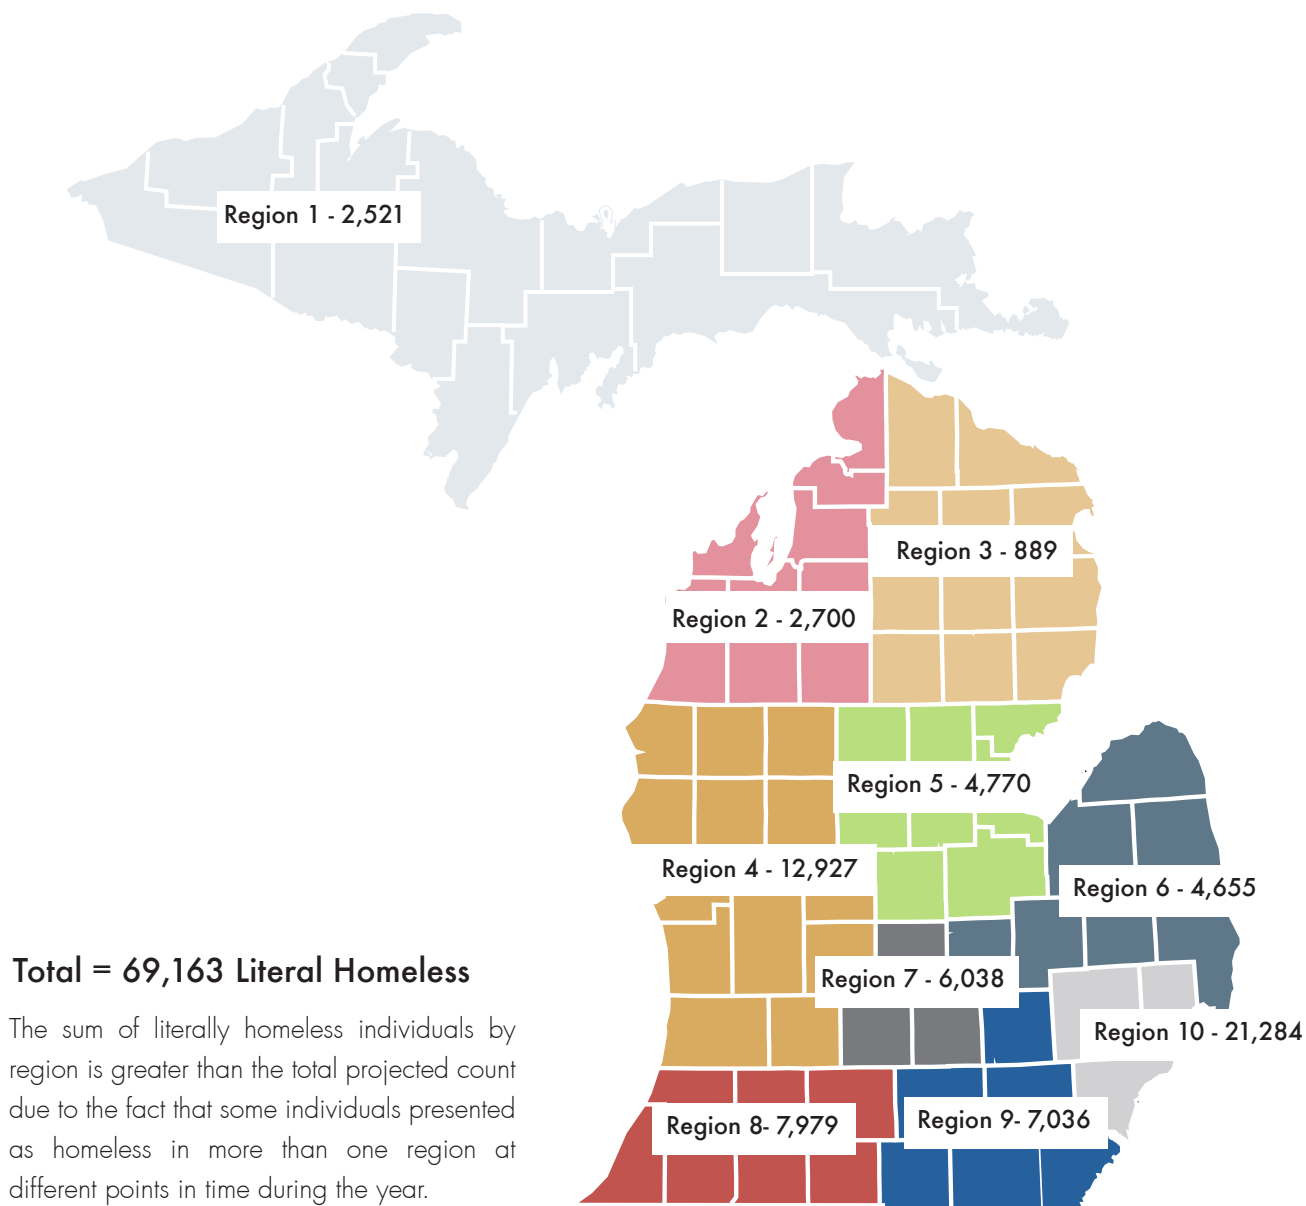 Region 1 - 2,521
Region 3 - 889
Region 2 - 2,700
Region 5 - 4,770
Region 4 - 12,927
Region 6 - 4,655
Region 7 - 6,038
Region 10 - 21,284
Region 8- 7,979
Region 9- 7,036
Total = 69,163 Literal Homeless
The sum of literally homeless individuals by
region is greater than the total projected count
due to the fact that some individuals presented
as homeless in more than one region at
different points in time during the year.